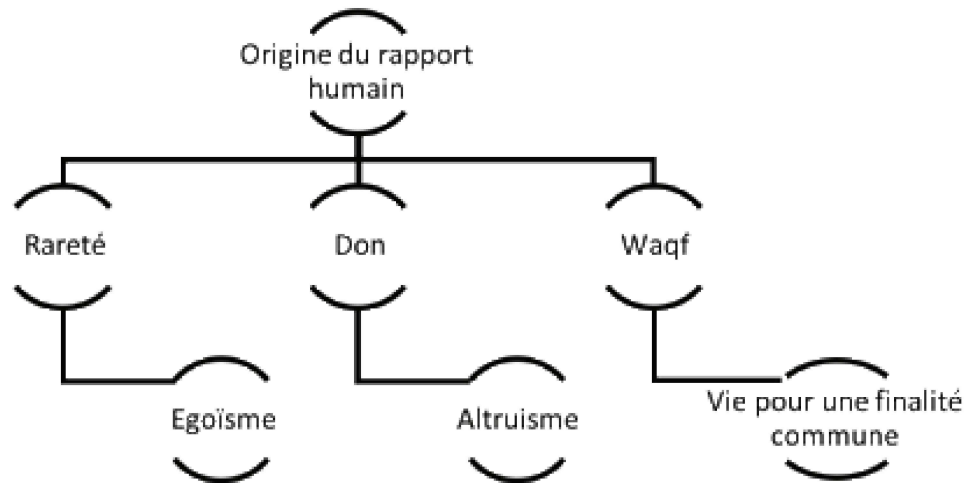 Origine du rapport
humain
Rareté
Don
Waqf
Egoïsme
Altruisme
Vie pour une finalité
commune